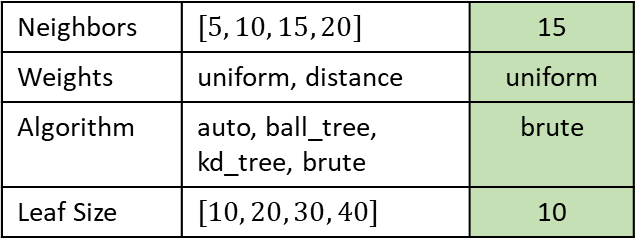 Neighbors [5, 10, 15, 20] 15
Weights uniform, distance uniform
Algorithm auto, ball_tree, brute
kd_tree, brute
Leaf Size [10, 20, 30, 40] 10